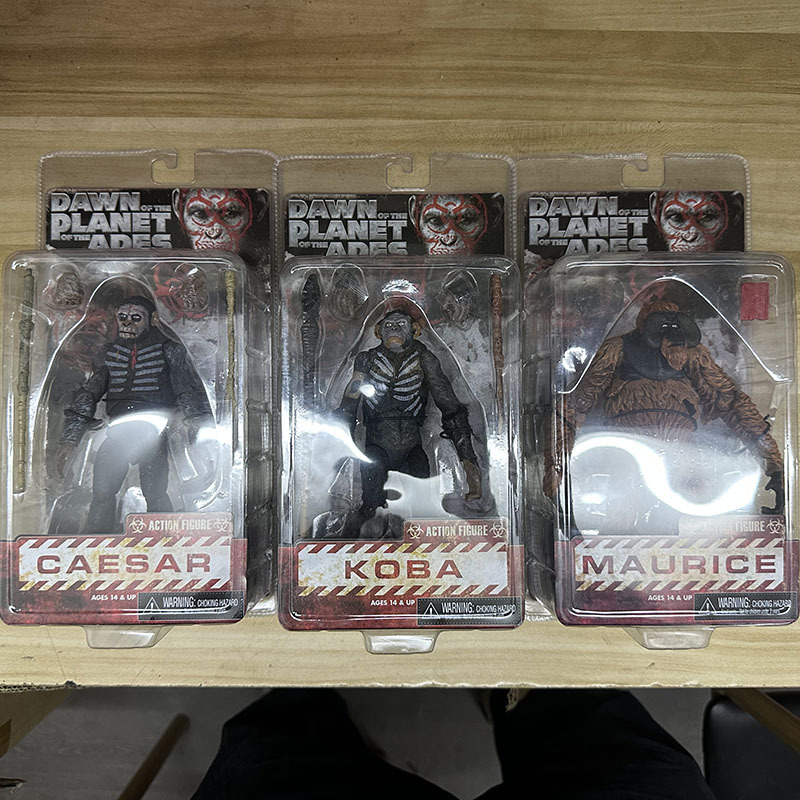 DAWN OF THE
PLANET
OF THE APES
ACTION FIGURE
CAESAR
AGES 14 & UP
WARNING: CHOKING HAZARD
DAWN OF THE
PLANET
OF THE APES
ACTION FIGURE
KOBA
AGES 14 & UP
WARNING: CHOKING HAZARD
DAWN OF THE
PLANET
OF THE APES
ACTION FIGURE
MAURICE
AGES 14 & UP
WARNING: CHOKING HAZARD